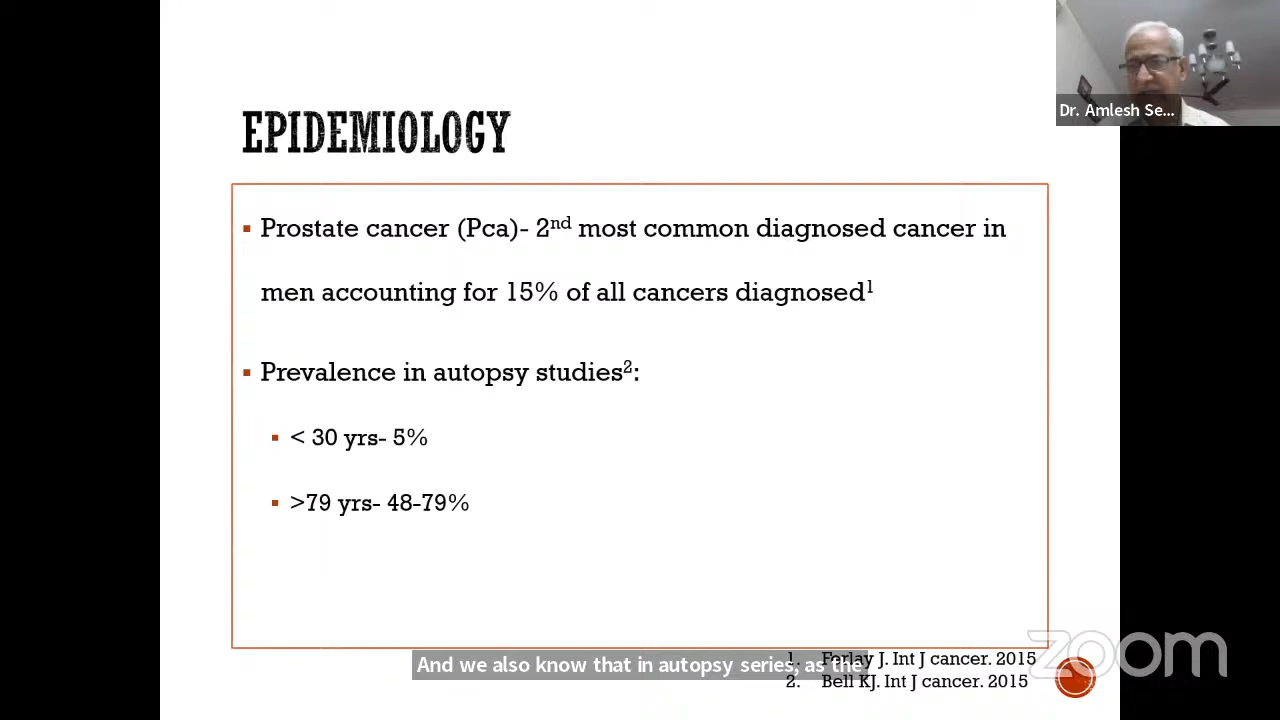 Dr. Amlesh Se...
EPIDEMIOLOGY
▪ Prostate cancer (Pca)- 2nd most common diagnosed cancer in
men accounting for 15% of all cancers diagnosed1
▪ Prevalence in autopsy studies2:
▪ < 30 yrs- 5%
▪ >79 yrs- 48-79%
And we also know that in autopsy series, as the
1. Ferlay J. Int J cancer. 2015
2. Bell KJ. Int J cancer. 2015
zoom